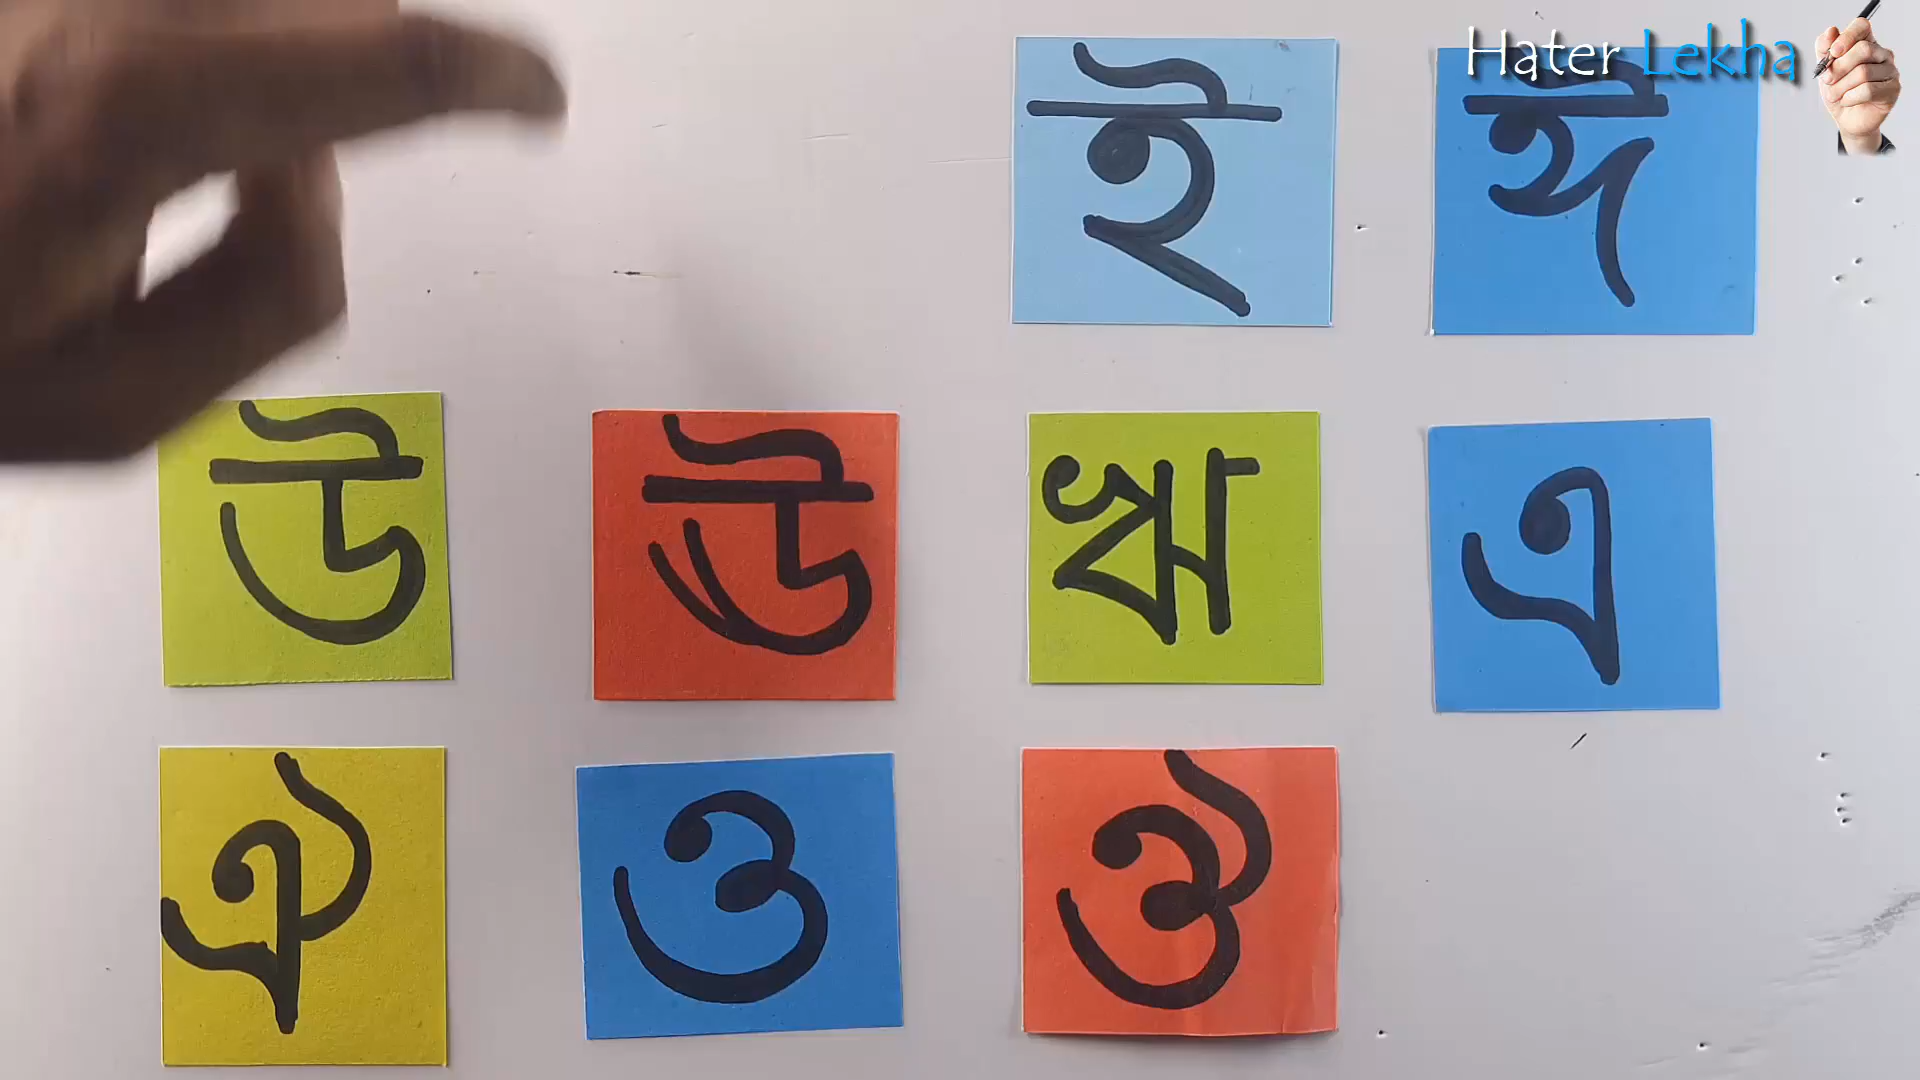 Hater Lekha
ই ঈ
উ ঊ ঋ এ
ঐ ও ঔ